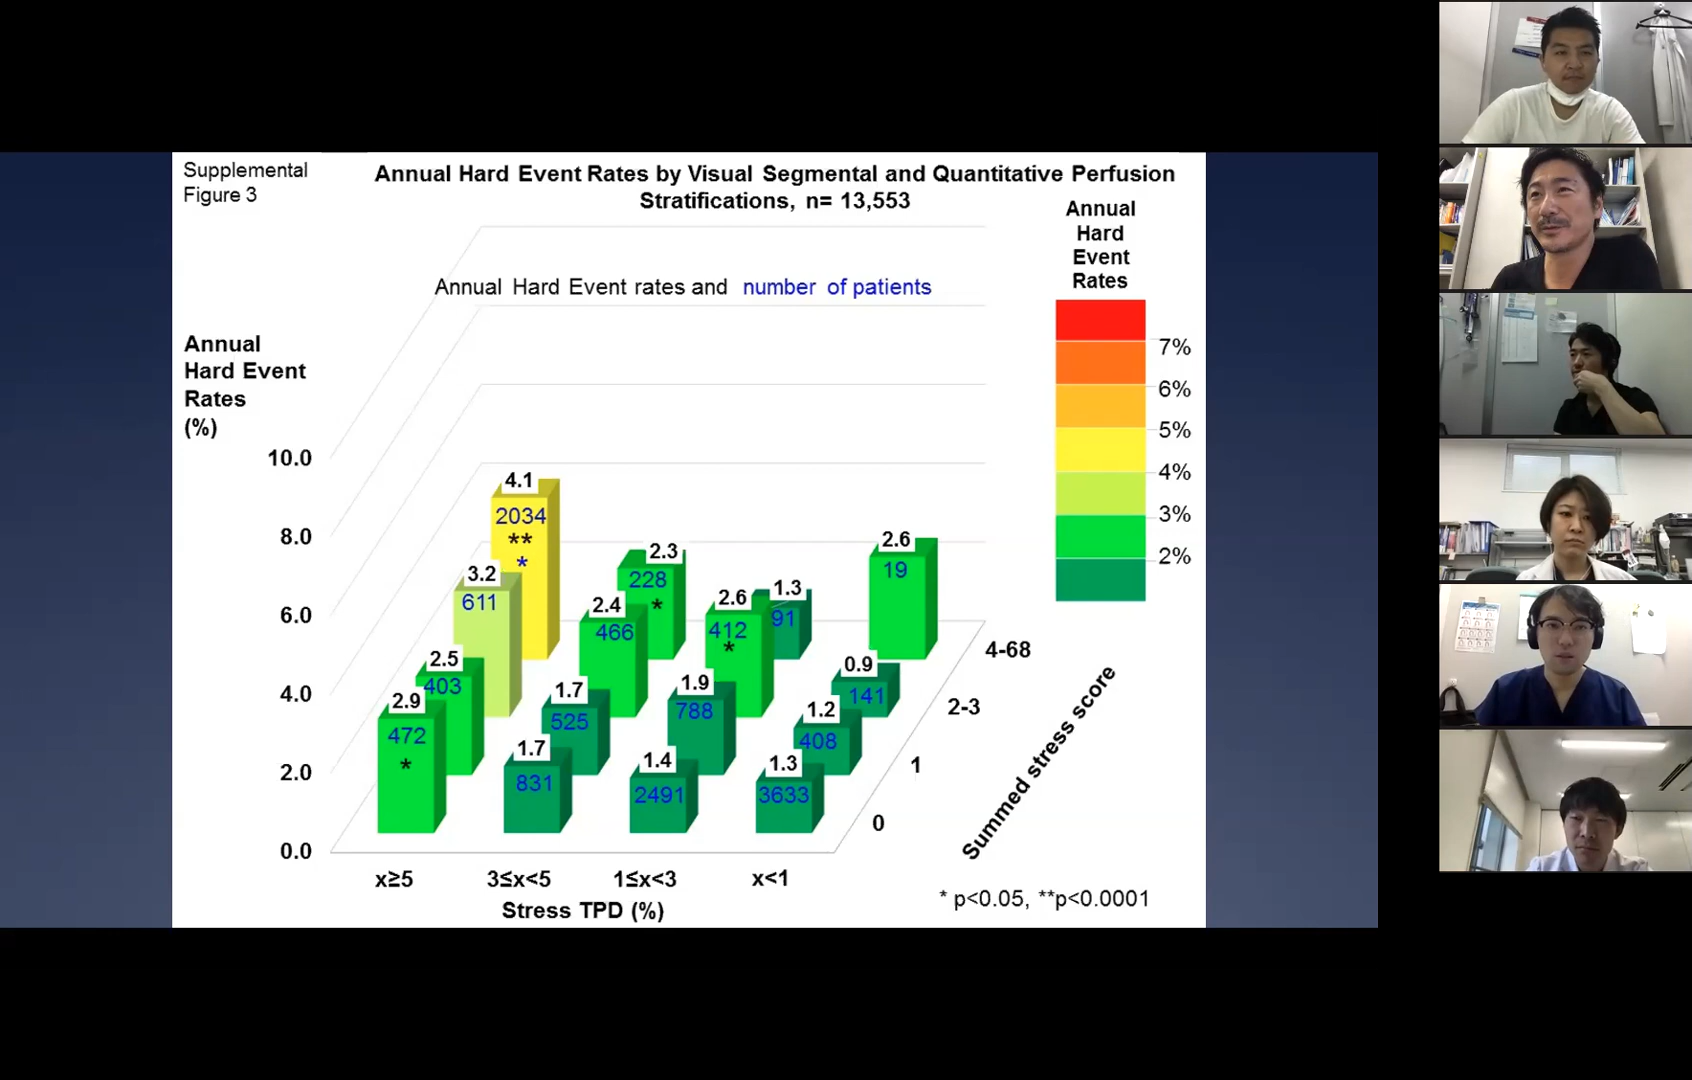 Supplemental
Figure 3
Annual Hard Event Rates by Visual Segmental and Quantitative Perfusion
Stratifications, n= 13,553
Annual Hard Event rates and number of patients
Annual
Hard
Event
Rates
7%
6%
5%
4%
3%
2%
Annual
Hard Event
Rates
(%)
10.0
8.0
6.0
4.0
2.0
0.0
4.1
2034
**
*
2.3
228
*
1.3
91
2.6
19
3.2
611
2.4
466
2.6
412
*
0.9
141
2.5
403
1.7
525
1.9
788
1.2
408
2.9
472
*
1.7
831
1.4
2491
1.3
3633
4-68
2-3
1
0
Summed stress score
x≥5
3≤x<5
1≤x<3
x<1
Stress TPD (%)
* p<0.05, **p<0.0001